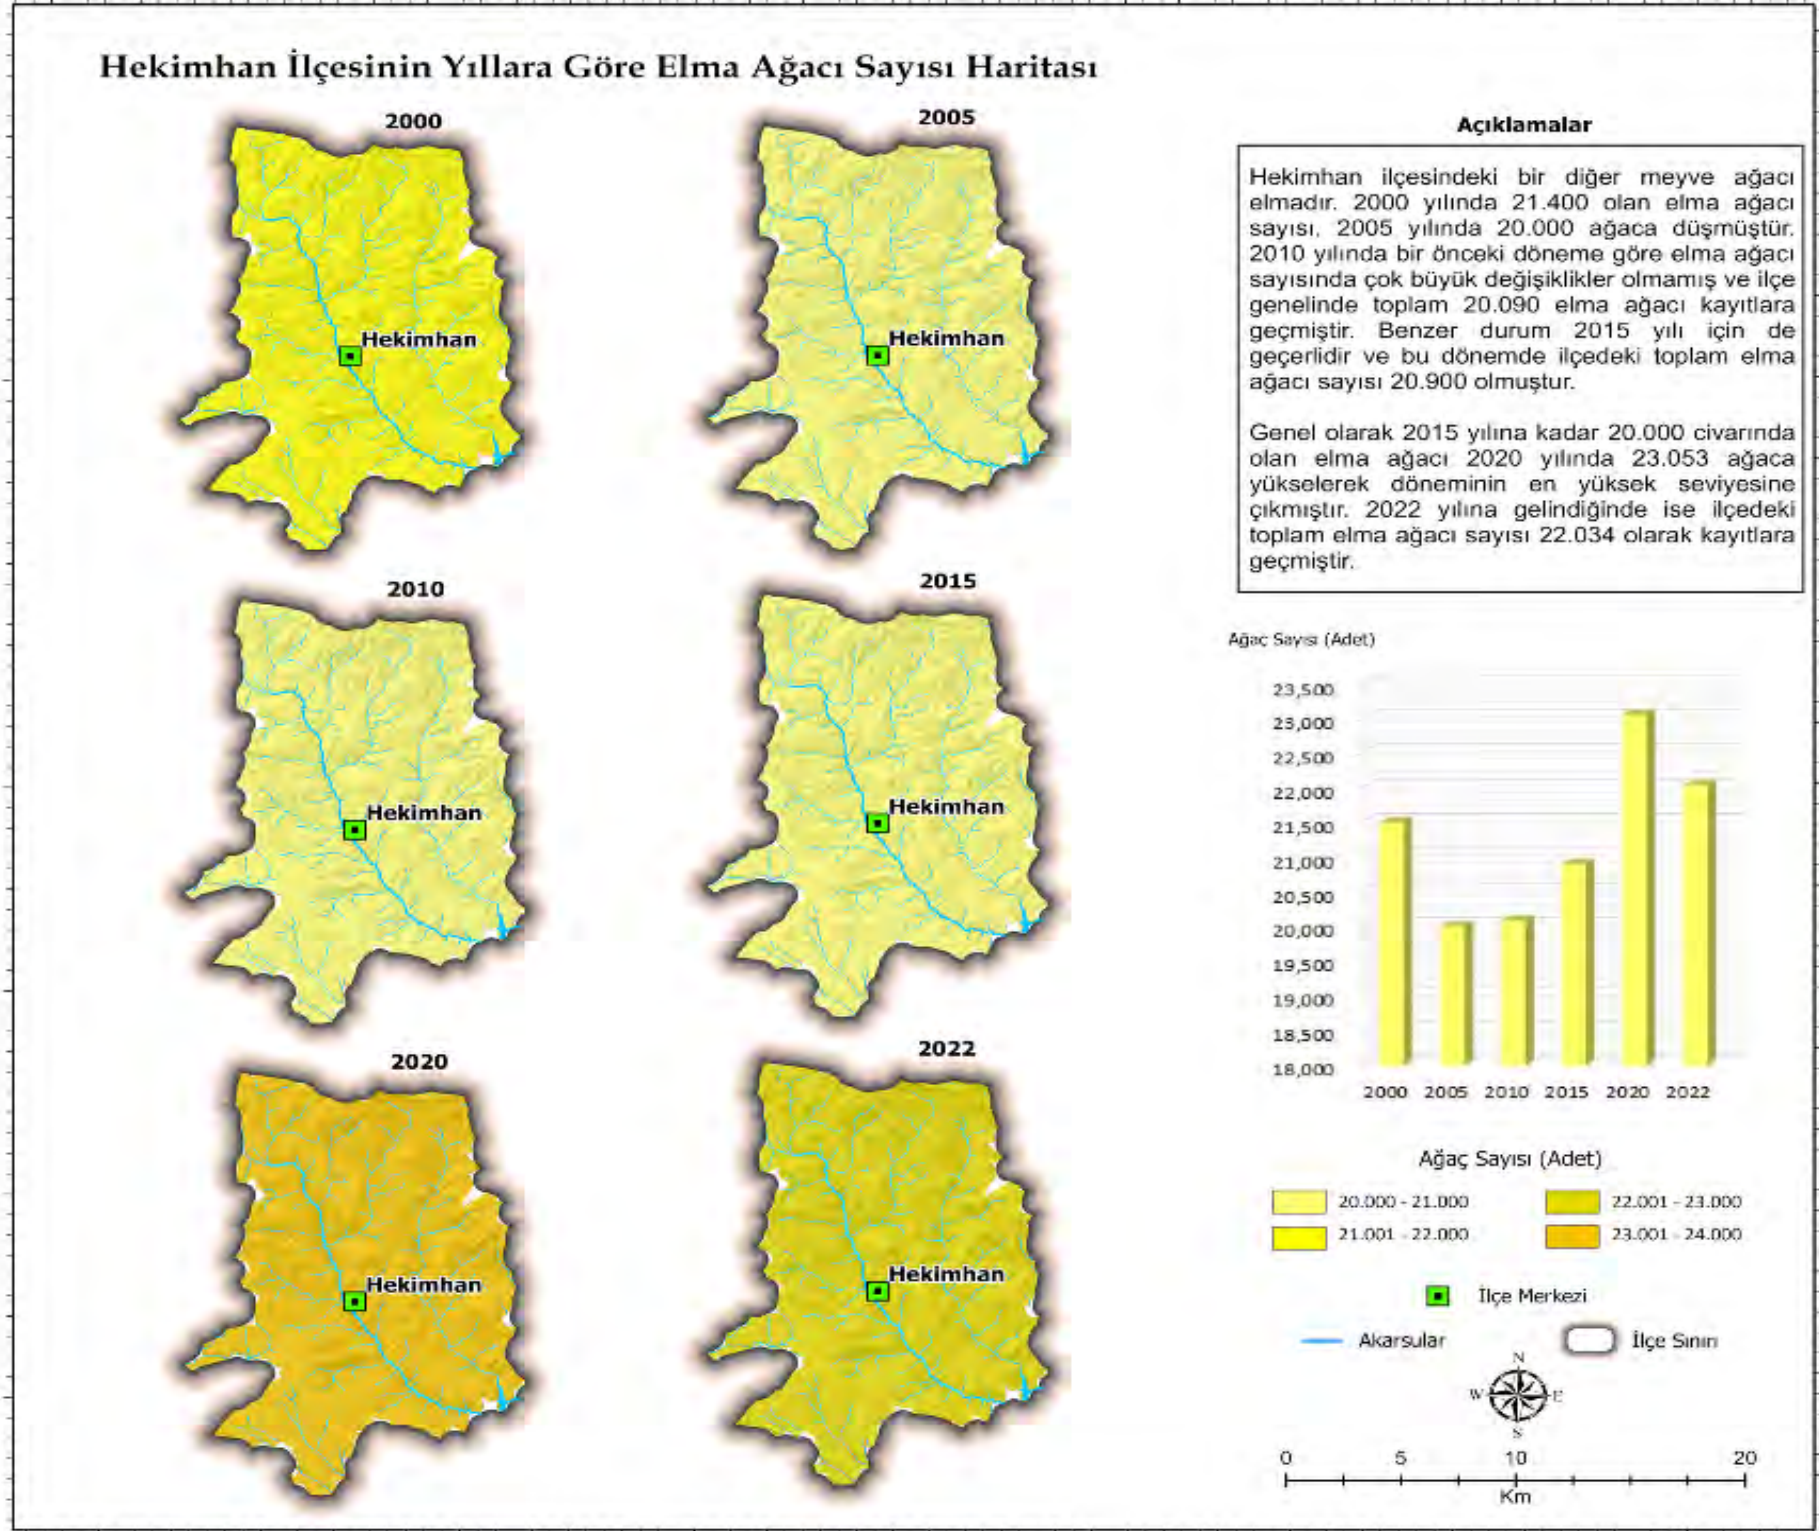 Hekimhan İlçesinin Yıllara Göre Elma Ağacı Sayısı Haritası
2000
Hekimhan
2005
Hekimhan
2010
Hekimhan
2015
Hekimhan
2020
Hekimhan
2022
Hekimhan
Açıklamalar
Hekimhan ilçesindeki bir diğer meyve ağacı
elmadır. 2000 yılında 21.400 olan elma ağacı
sayısı, 2005 yılında 20.000 ağaca düşmüştür.
2010 yılında bir önceki döneme göre elma ağacı
sayısında çok büyük değişiklikler olmamış ve ilçe
genelinde toplam 20.090 elma ağacı kayıtlara
geçmiştir. Benzer durum 2015 yılı için de
geçerlidir ve bu dönemde ilçedeki toplam elma
ağacı sayısı 20.900 olmuştur.
Genel olarak 2015 yılına kadar 20.000 civarında
olan elma ağacı 2020 yılında 23.053 ağaca
yükselerek döneminin en yüksek seviyesine
çıkmıştır. 2022 yılına gelindiğinde ise ilçedeki
toplam elma ağacı sayısı 22.034 olarak kayıtlara
geçmiştir.
Ağaç Sayısı (Adet)
23,500
23,000
22,500
22,000
21,500
21,000
20,500
20,000
19,500
19,000
18,500
18,000
2000 2005 2010 2015 2020 2022
Ağaç Sayısı (Adet)
20.000 - 21.000
22.001 - 23.000
21.001 - 22.000
23.001 - 24.000
İlçe Merkezi
Akarsular
İlçe Sınırı
N
W E
S
0 5 10 20
Km